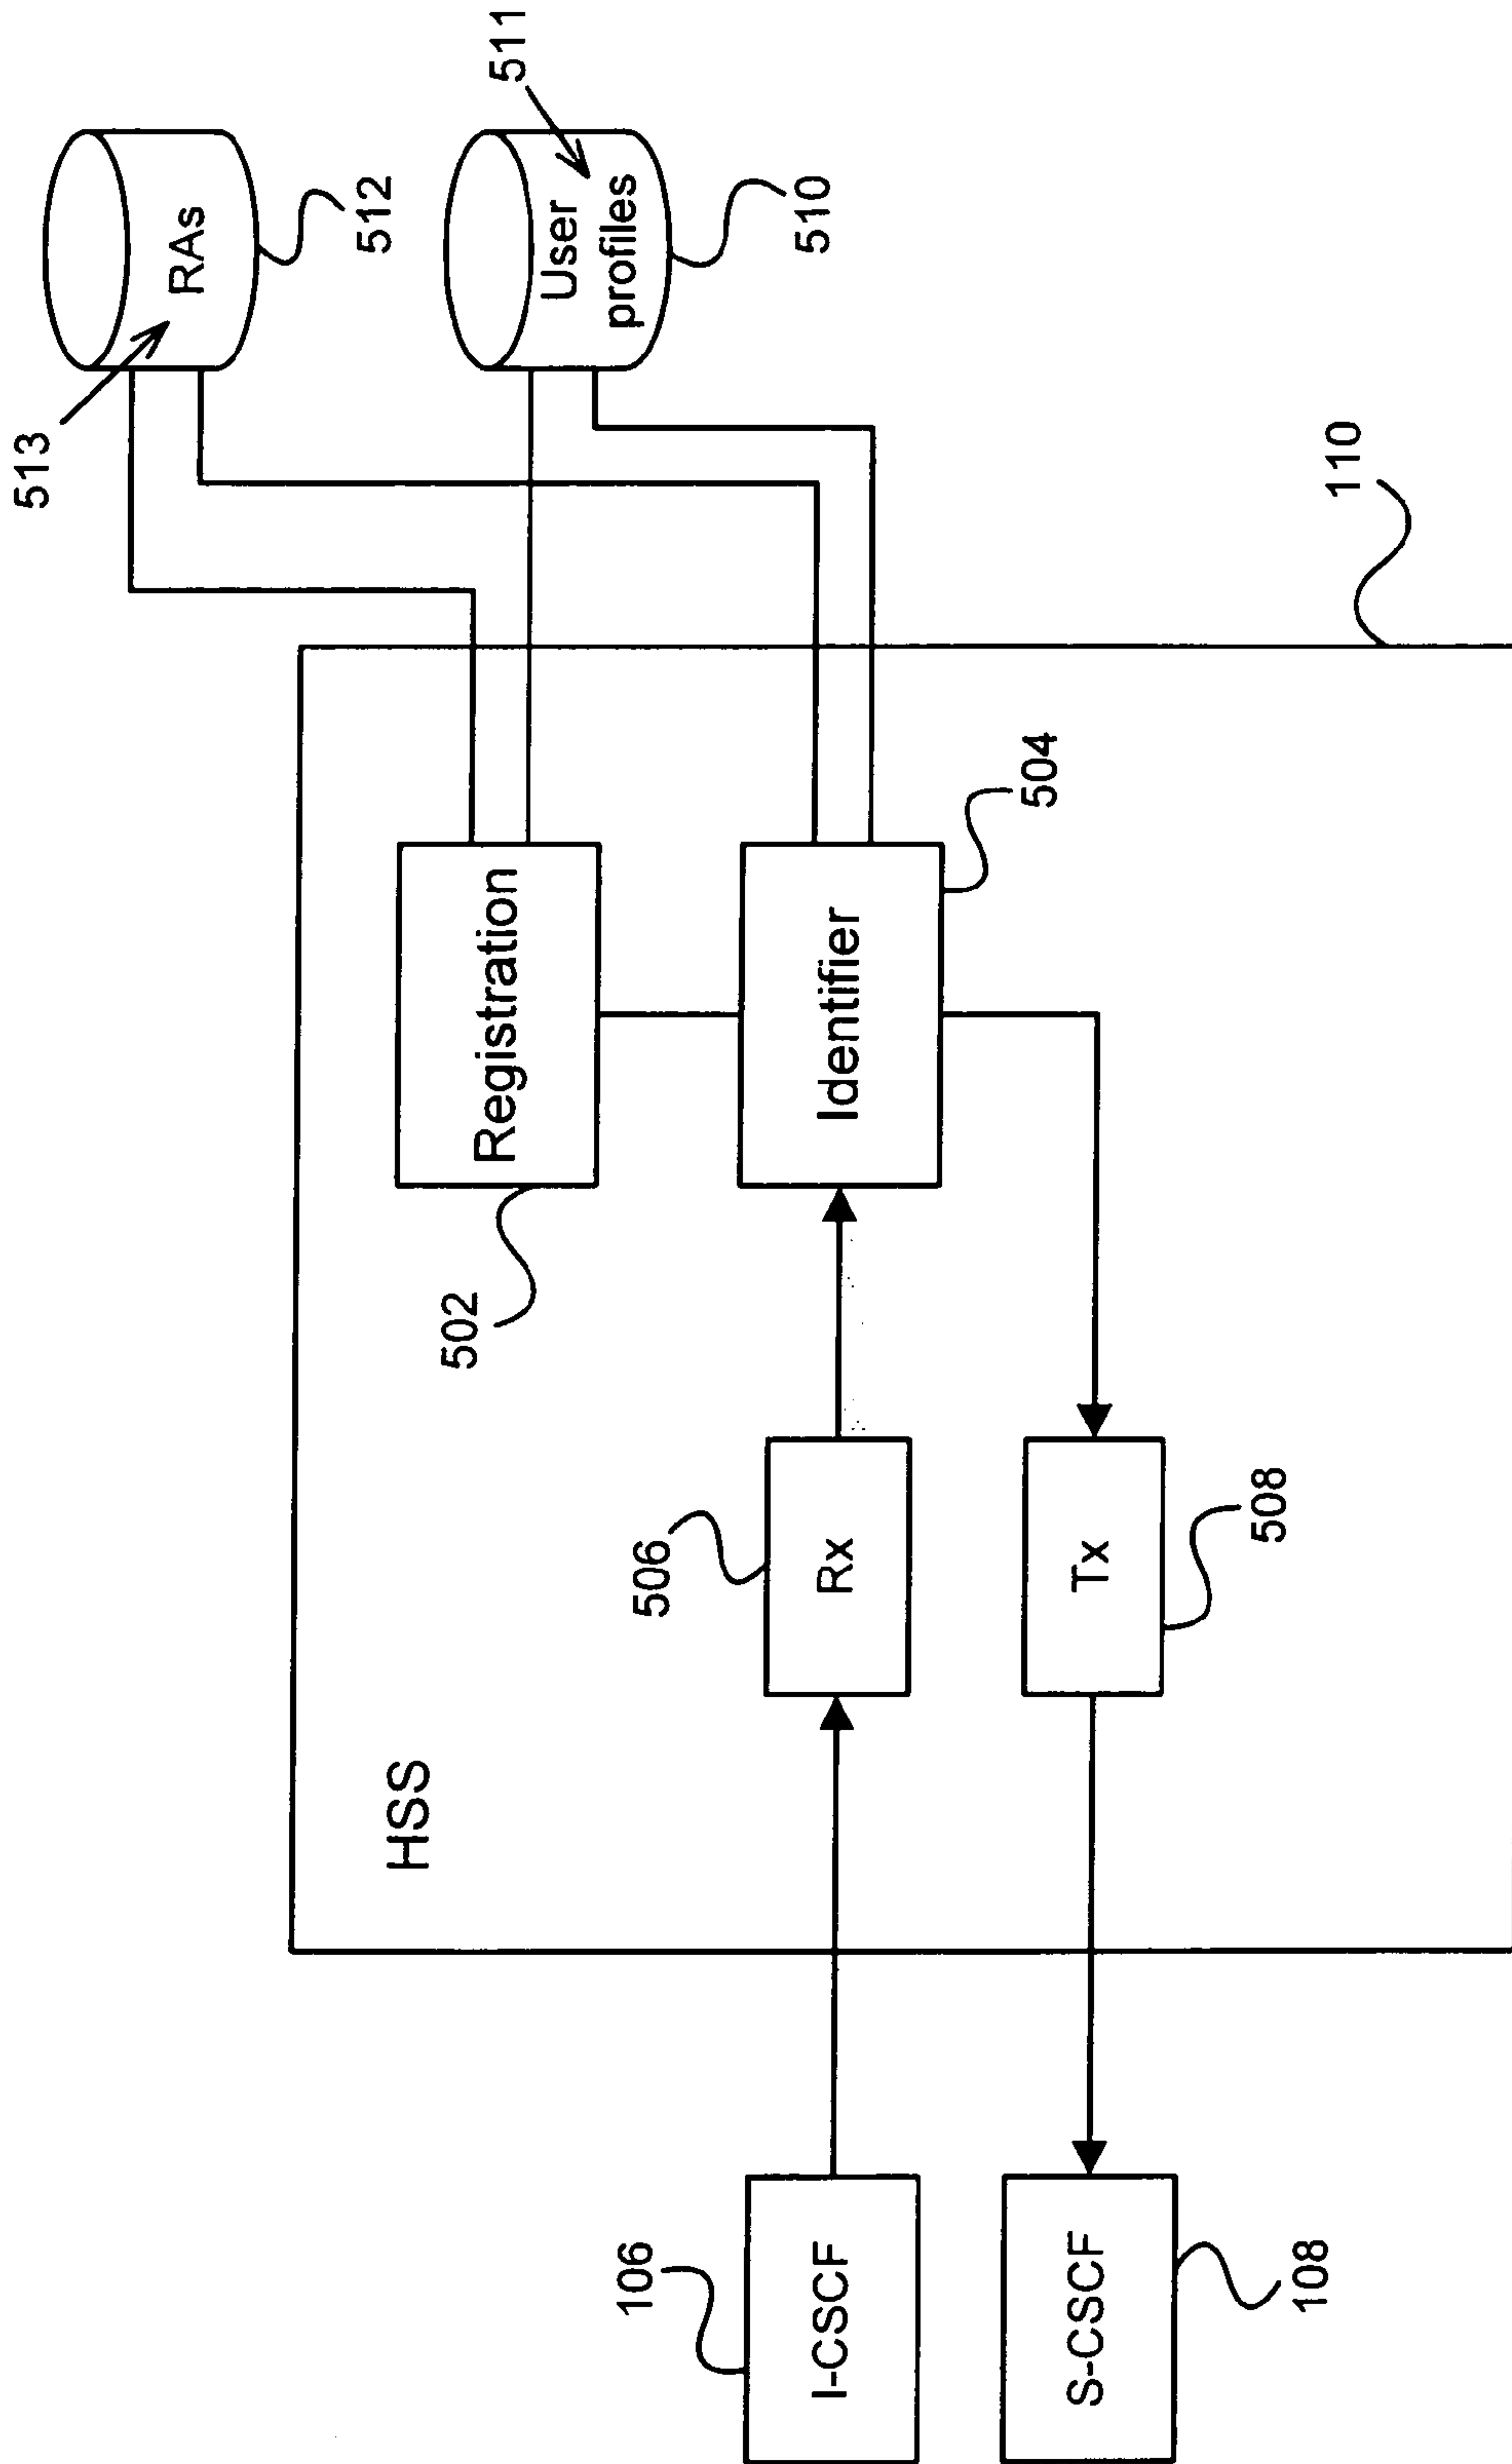 513
RAs
512
511
User
profiles
510
110
HSS
Registration
502
Identifier
504
506
Rx
Tx
508
106
I-CSCF
S-CSCF
108